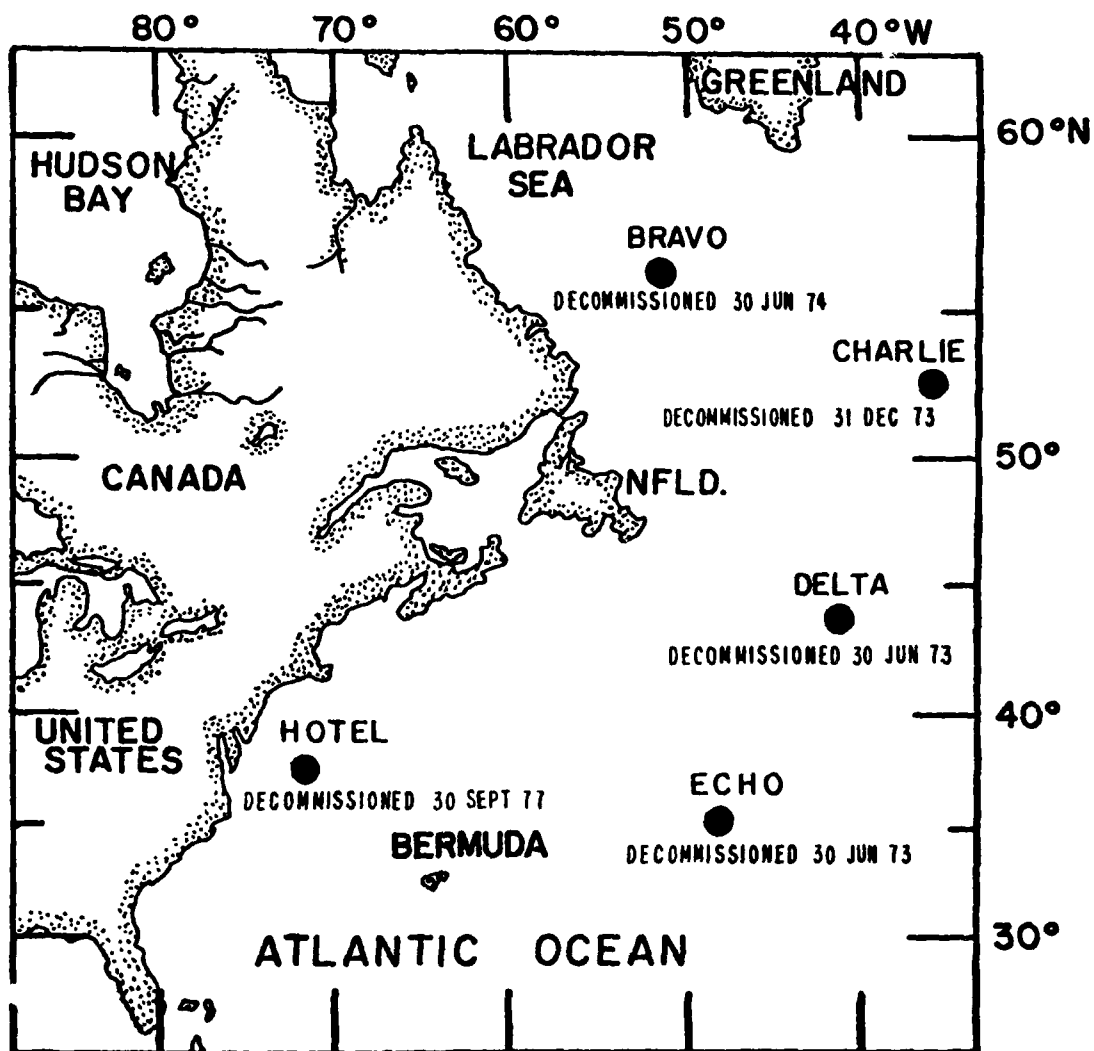 80° 70° 60° 50° 40°W
GREENLAND
60°N
HUDSON
BAY
LABRADOR
SEA
BRAVO
DECOMMISSIONED 30 JUN 74
CHARLIE
DECOMMISSIONED 31 DEC 73
50°
CANADA
NFLD.
DELTA
DECOMMISSIONED 30 JUN 73
40°
UNITED
STATES
HOTEL
DECOMMISSIONED 30 SEPT 77
ECHO
DECOMMISSIONED 30 JUN 73
BERMUDA
30°
ATLANTIC OCEAN